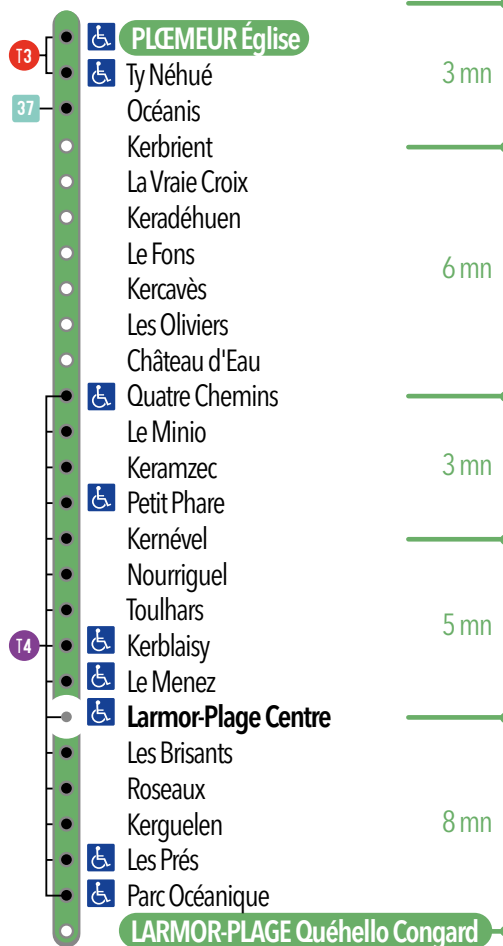 PLŒMEUR Église
T3
Ty Néhué
3 mn
37
Océanis
Kerbrient
La Vraie Croix
Keradéhuen
Le Fons
6 mn
Kercavès
Les Oliviers
Château d'Eau
Quatre Chemins
Le Minio
Keramzec
3 mn
Petit Phare
Kernével
Nourriguel
Toulhars
5 mn
T4
Kerblaisy
Le Menez
Larmor-Plage Centre
Les Brisants
Roseaux
Kerguelen
8 mn
Les Prés
Parc Océanique
LARMOR-PLAGE Quéhello Congard